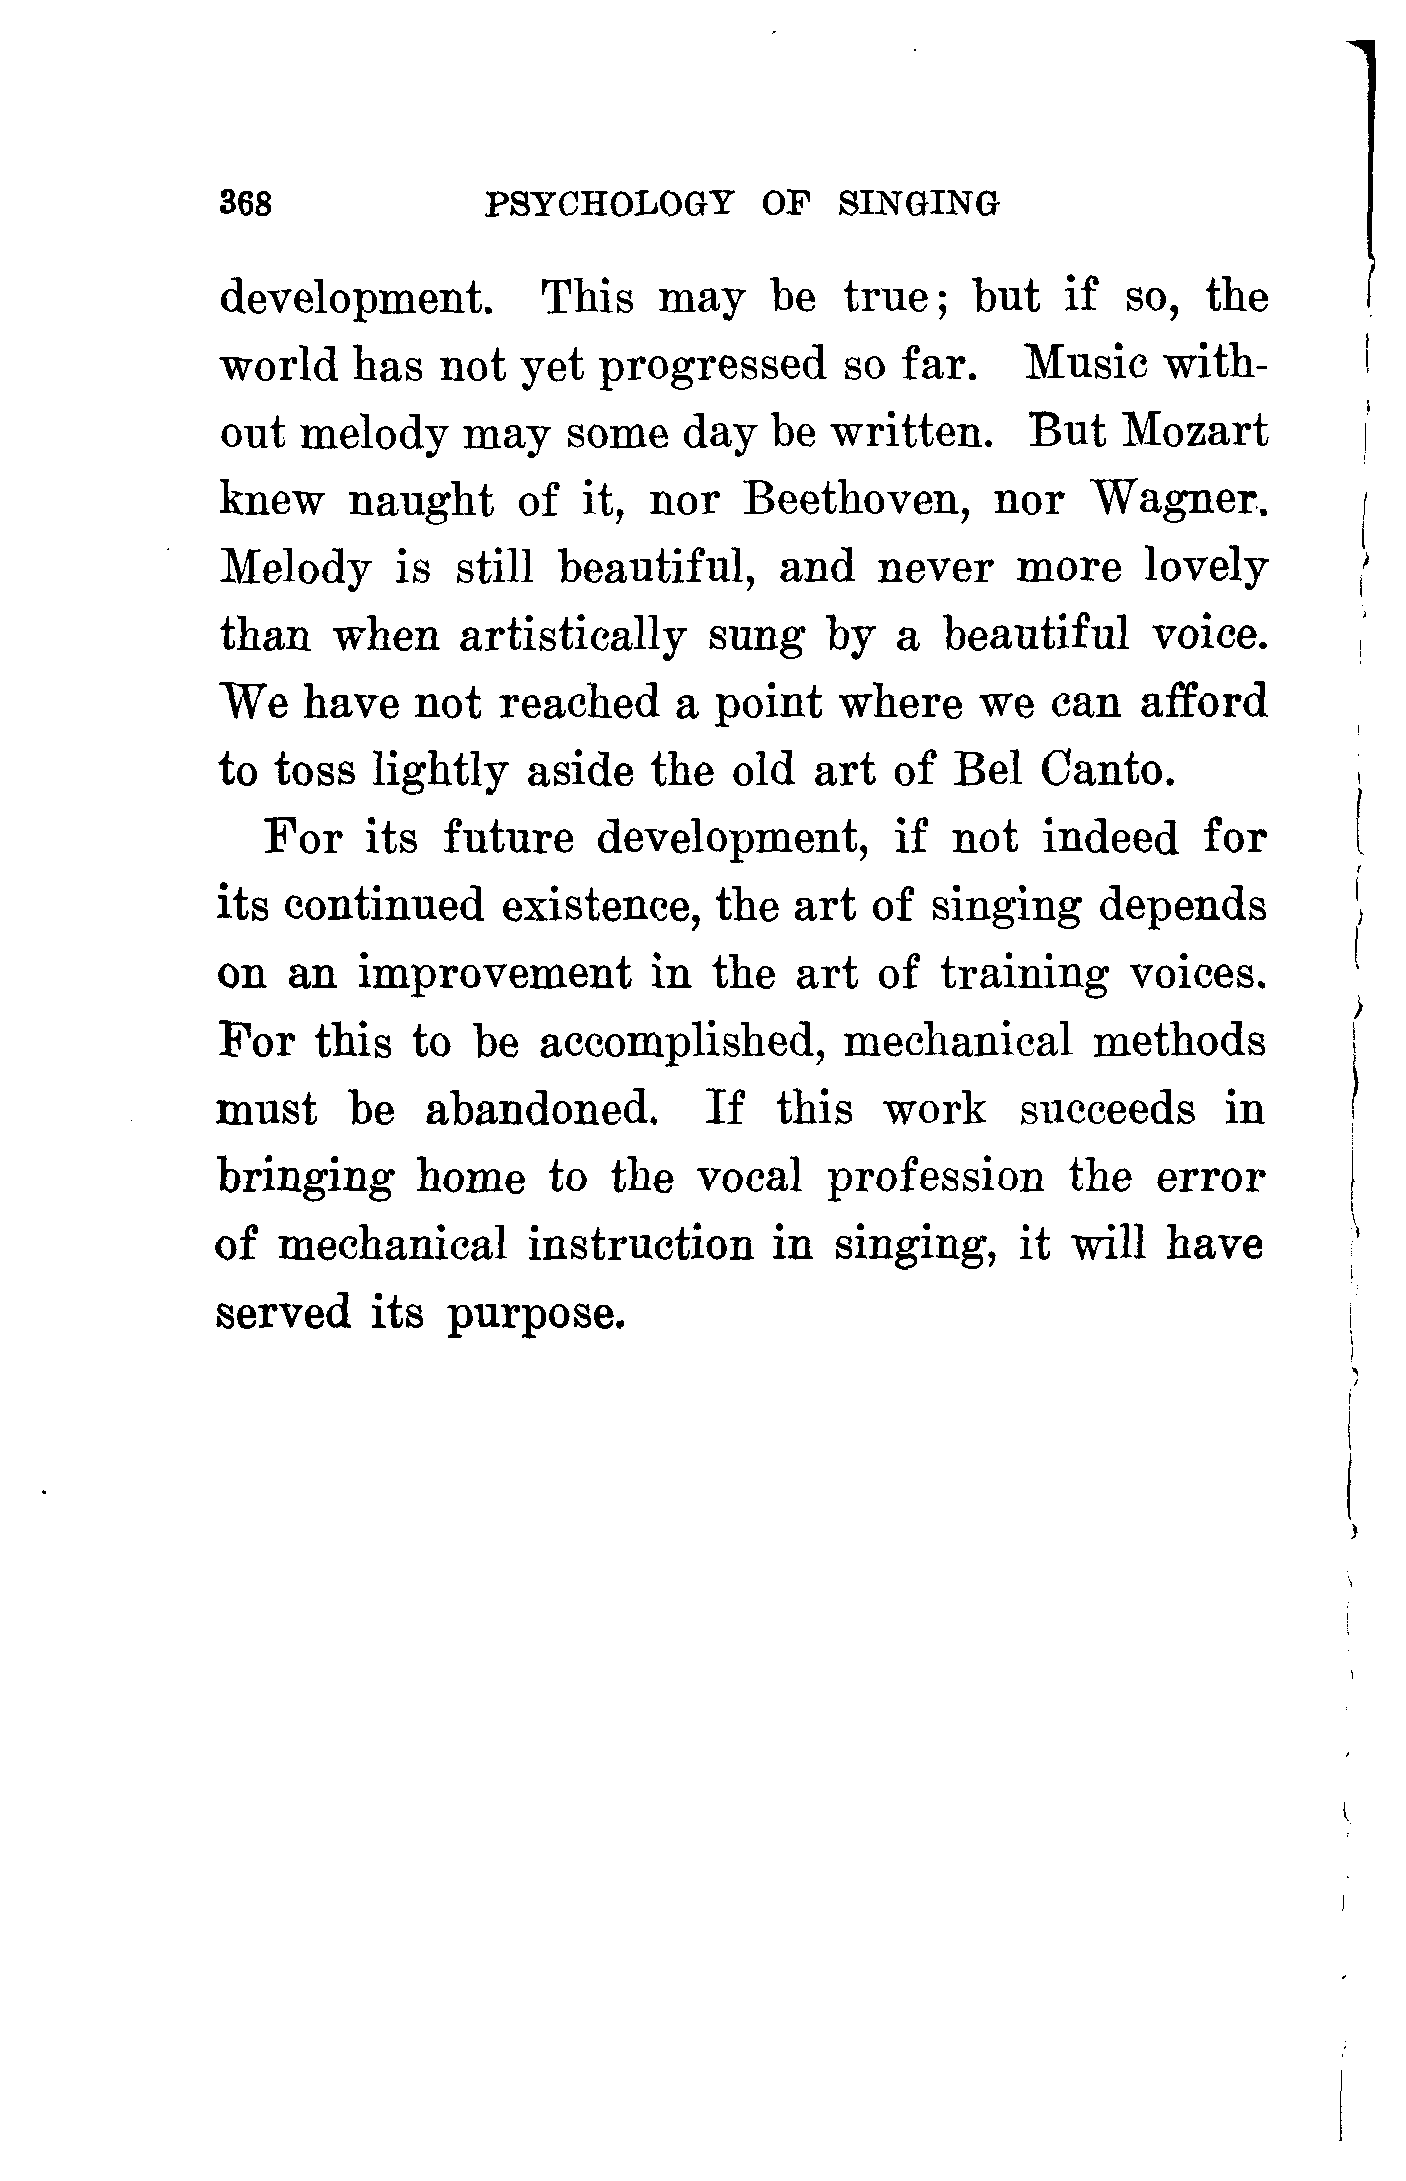 368 PSYCHOLOGY OF SINGING
development. This may be true; but if so, the
world has not yet progressed so far. Music with-
out melody may some day be written. But Mozart
knew naught of it, nor Beethoven, nor Wagner.
Melody is still beautiful, and never more lovely
than when artistically sung by a beautiful voice.
We have not reached a point where we can afford
to toss lightly aside the old art of Bel Canto.
For its future development, if not indeed for
its continued existence, the art of singing depends
on an improvement in the art of training voices.
For this to be accomplished, mechanical methods
must be abandoned. If this work succeeds in
bringing home to the vocal profession the error
of mechanical instruction in singing, it will have
served its purpose.